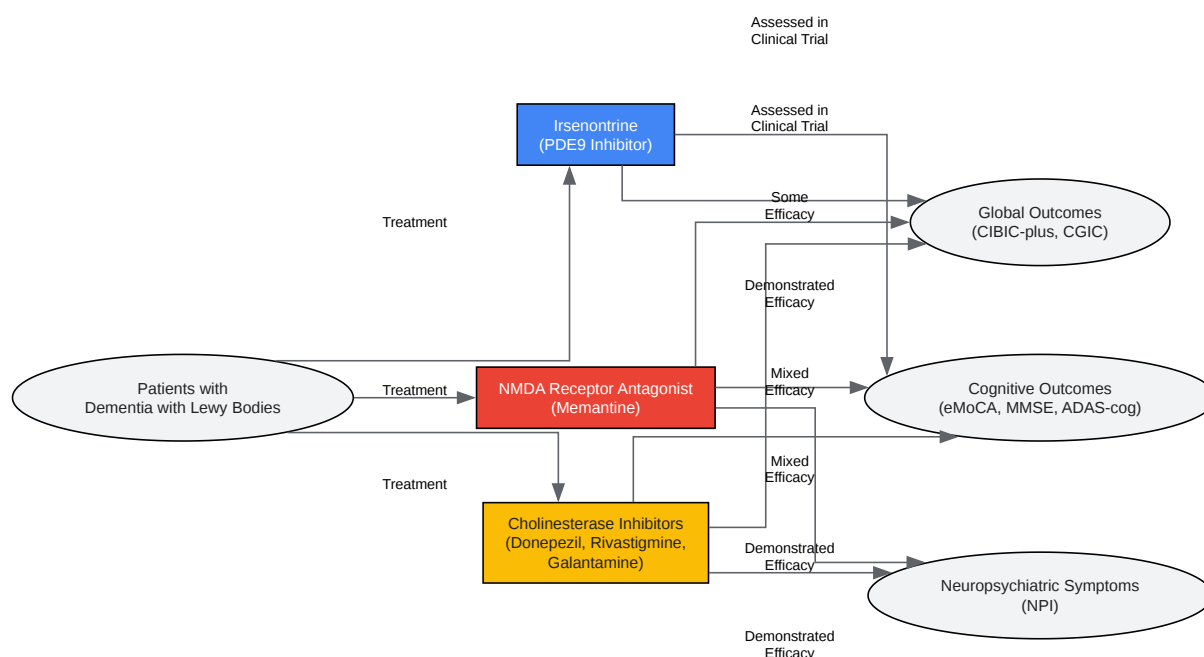 Assessed in
Clinical Trial
Irsenontrine
(PDE9 Inhibitor)
Assessed in
Clinical Trial
Treatment
Some
Efficacy
Global Outcomes
(CIBIC-plus, CGIC)
Demonstrated
Efficacy
Patients with
Dementia with Lewy Bodies
Treatment
NMDA Receptor Antagonist
(Memantine)
Mixed
Efficacy
Cognitive Outcomes
(eMoCA, MMSE, ADAS-cog)
Treatment
Mixed
Efficacy
Cholinesterase Inhibitors
(Donepezil, Rivastigmine,
Galantamine)
Demonstrated
Efficacy
Neuropsychiatric Symptoms
(NPI)
Demonstrated
Efficacy